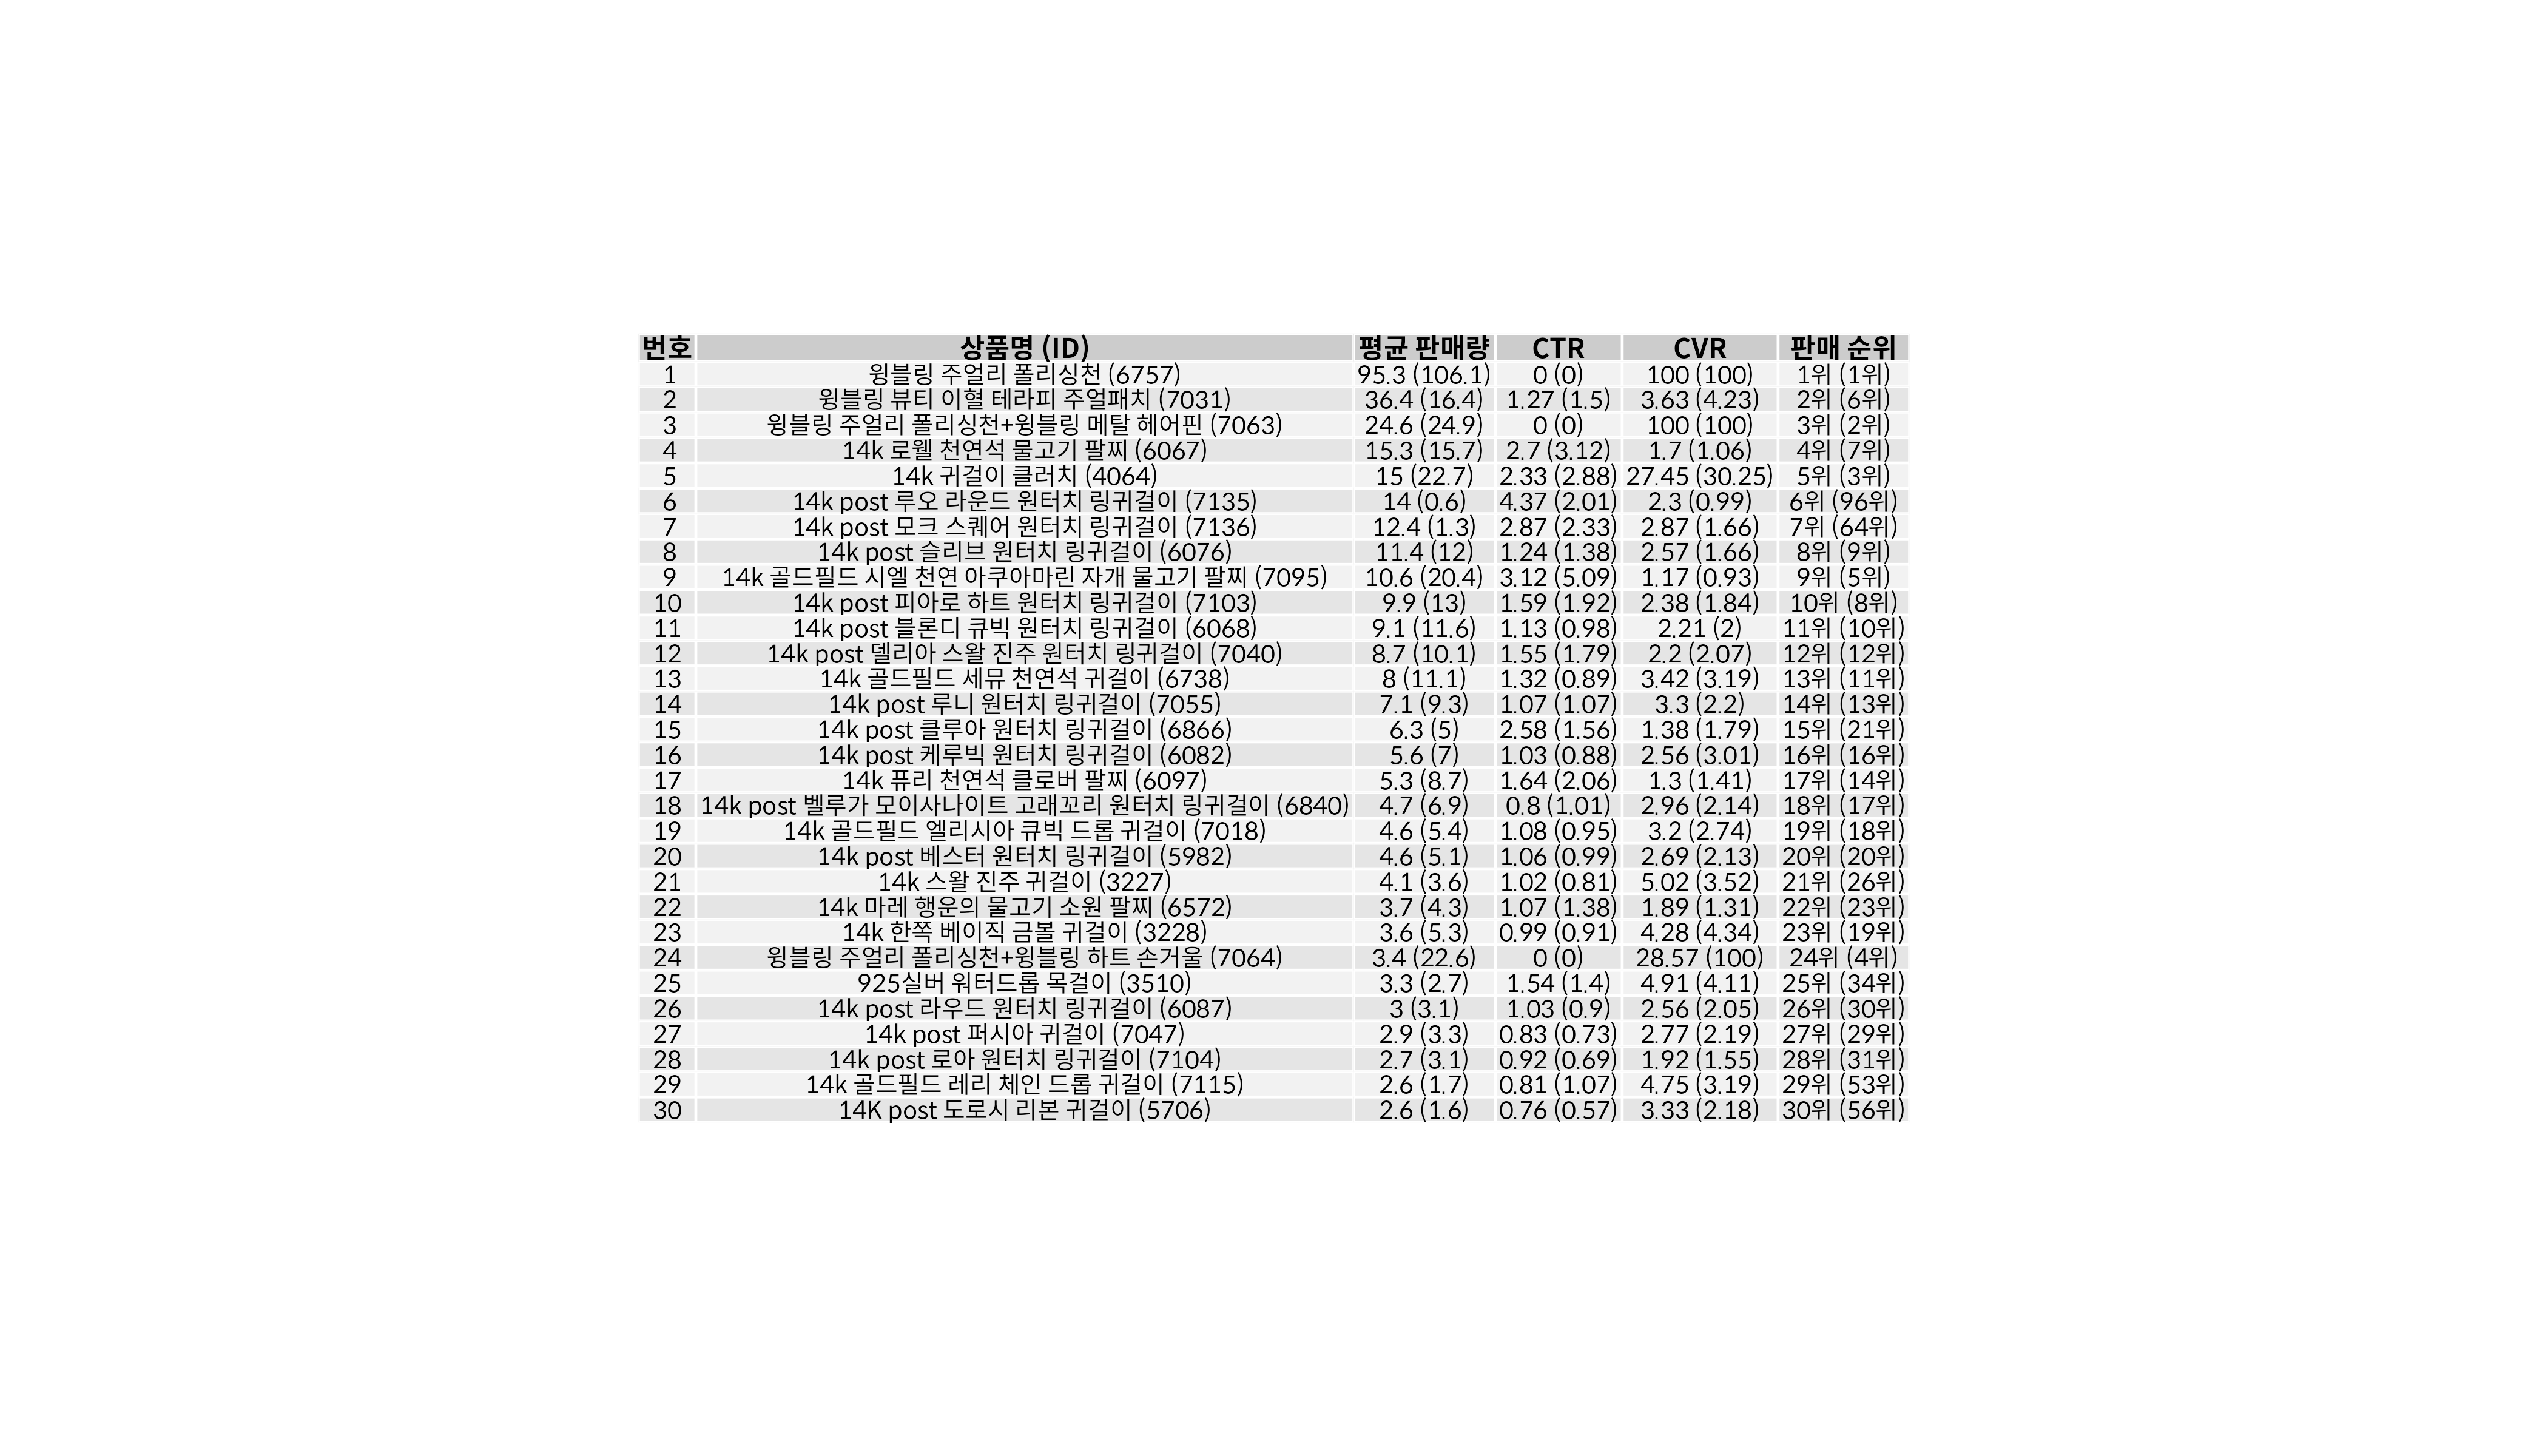 번호 상품명 (ID) 평균 판매량 CTR CVR 판매 순위
1 윙블링 주얼리 폴리싱천 (6757) 95.3 (106.1) 0 (0) 100 (100) 1위 (1위)
2 윙블링 뷰티 이혈 테라피 주얼패치 (7031) 36.4 (16.4) 1.27 (1.5) 3.63 (4.23) 2위 (6위)
3 윙블링 주얼리 폴리싱천+윙블링 메탈 헤어핀 (7063) 24.6 (24.9) 0 (0) 100 (100) 3위 (2위)
4 14k 로웰 천연석 물고기 팔찌 (6067) 15.3 (15.7) 2.7 (3.12) 1.7 (1.06) 4위 (7위)
5 14k 귀걸이 클러치 (4064) 15 (22.7) 2.33 (2.88) 27.45 (30.25) 5위 (3위)
6 14k post 루오 라운드 원터치 링귀걸이 (7135) 14 (0.6) 4.37 (2.01) 2.3 (0.99) 6위 (96위)
7 14k post 모크 스퀘어 원터치 링귀걸이 (7136) 12.4 (1.3) 2.87 (2.33) 2.87 (1.66) 7위 (64위)
8 14k post 슬리브 원터치 링귀걸이 (6076) 11.4 (12) 1.24 (1.38) 2.57 (1.66) 8위 (9위)
9 14k 골드필드 시엘 천연 아쿠아마린 자개 물고기 팔찌 (7095) 10.6 (20.4) 3.12 (5.09) 1.17 (0.93) 9위 (5위)
10 14k post 피아로 하트 원터치 링귀걸이 (7103) 9.9 (13) 1.59 (1.92) 2.38 (1.84) 10위 (8위)
11 14k post 블론디 큐빅 원터치 링귀걸이 (6068) 9.1 (11.6) 1.13 (0.98) 2.21 (2) 11위 (10위)
12 14k post 델리아 스왈 진주 원터치 링귀걸이 (7040) 8.7 (10.1) 1.55 (1.79) 2.2 (2.07) 12위 (12위)
13 14k 골드필드 세뮤 천연석 귀걸이 (6738) 8 (11.1) 1.32 (0.89) 3.42 (3.19) 13위 (11위)
14 14k post 루니 원터치 링귀걸이 (7055) 7.1 (9.3) 1.07 (1.07) 3.3 (2.2) 14위 (13위)
15 14k post 클루아 원터치 링귀걸이 (6866) 6.3 (5) 2.58 (1.56) 1.38 (1.79) 15위 (21위)
16 14k post 케루빅 원터치 링귀걸이 (6082) 5.6 (7) 1.03 (0.88) 2.56 (3.01) 16위 (16위)
17 14k 퓨리 천연석 클로버 팔찌 (6097) 5.3 (8.7) 1.64 (2.06) 1.3 (1.41) 17위 (14위)
18 14k post 벨루가 모이사나이트 고래꼬리 원터치 링귀걸이 (6840) 4.7 (6.9) 0.8 (1.01) 2.96 (2.14) 18위 (17위)
19 14k 골드필드 엘리시아 큐빅 드롭 귀걸이 (7018) 4.6 (5.4) 1.08 (0.95) 3.2 (2.74) 19위 (18위)
20 14k post 베스터 원터치 링귀걸이 (5982) 4.6 (5.1) 1.06 (0.99) 2.69 (2.13) 20위 (20위)
21 14k 스왈 진주 귀걸이 (3227) 4.1 (3.6) 1.02 (0.81) 5.02 (3.52) 21위 (26위)
22 14k 마레 행운의 물고기 소원 팔찌 (6572) 3.7 (4.3) 1.07 (1.38) 1.89 (1.31) 22위 (23위)
23 14k 한쪽 베이직 금볼 귀걸이 (3228) 3.6 (5.3) 0.99 (0.91) 4.28 (4.34) 23위 (19위)
24 윙블링 주얼리 폴리싱천+윙블링 하트 손거울 (7064) 3.4 (22.6) 0 (0) 28.57 (100) 24위 (4위)
25 925실버 워터드롭 목걸이 (3510) 3.3 (2.7) 1.54 (1.4) 4.91 (4.11) 25위 (34위)
26 14k post 라우드 원터치 링귀걸이 (6087) 3 (3.1) 1.03 (0.9) 2.56 (2.05) 26위 (30위)
27 14k post 퍼시아 귀걸이 (7047) 2.9 (3.3) 0.83 (0.73) 2.77 (2.19) 27위 (29위)
28 14k post 로아 원터치 링귀걸이 (7104) 2.7 (3.1) 0.92 (0.69) 1.92 (1.55) 28위 (31위)
29 14k 골드필드 레리 체인 드롭 귀걸이 (7115) 2.6 (1.7) 0.81 (1.07) 4.75 (3.19) 29위 (53위)
30 14K post 도로시 리본 귀걸이 (5706) 2.6 (1.6) 0.76 (0.57) 3.33 (2.18) 30위 (56위)